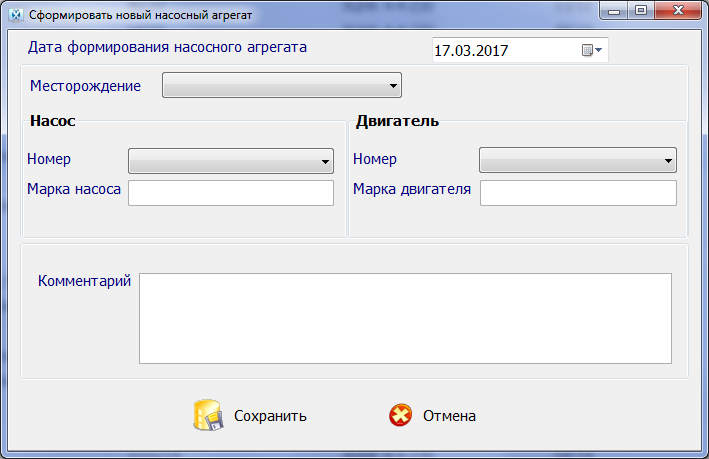 Сформировать новый насосный агрегат
Дата формирования насосного агрегата 17.03.2017
Месторождение
Насос Двигатель
Номер Номер
Марка насоса Марка двигателя
Комментарий
Сохранить Отмена